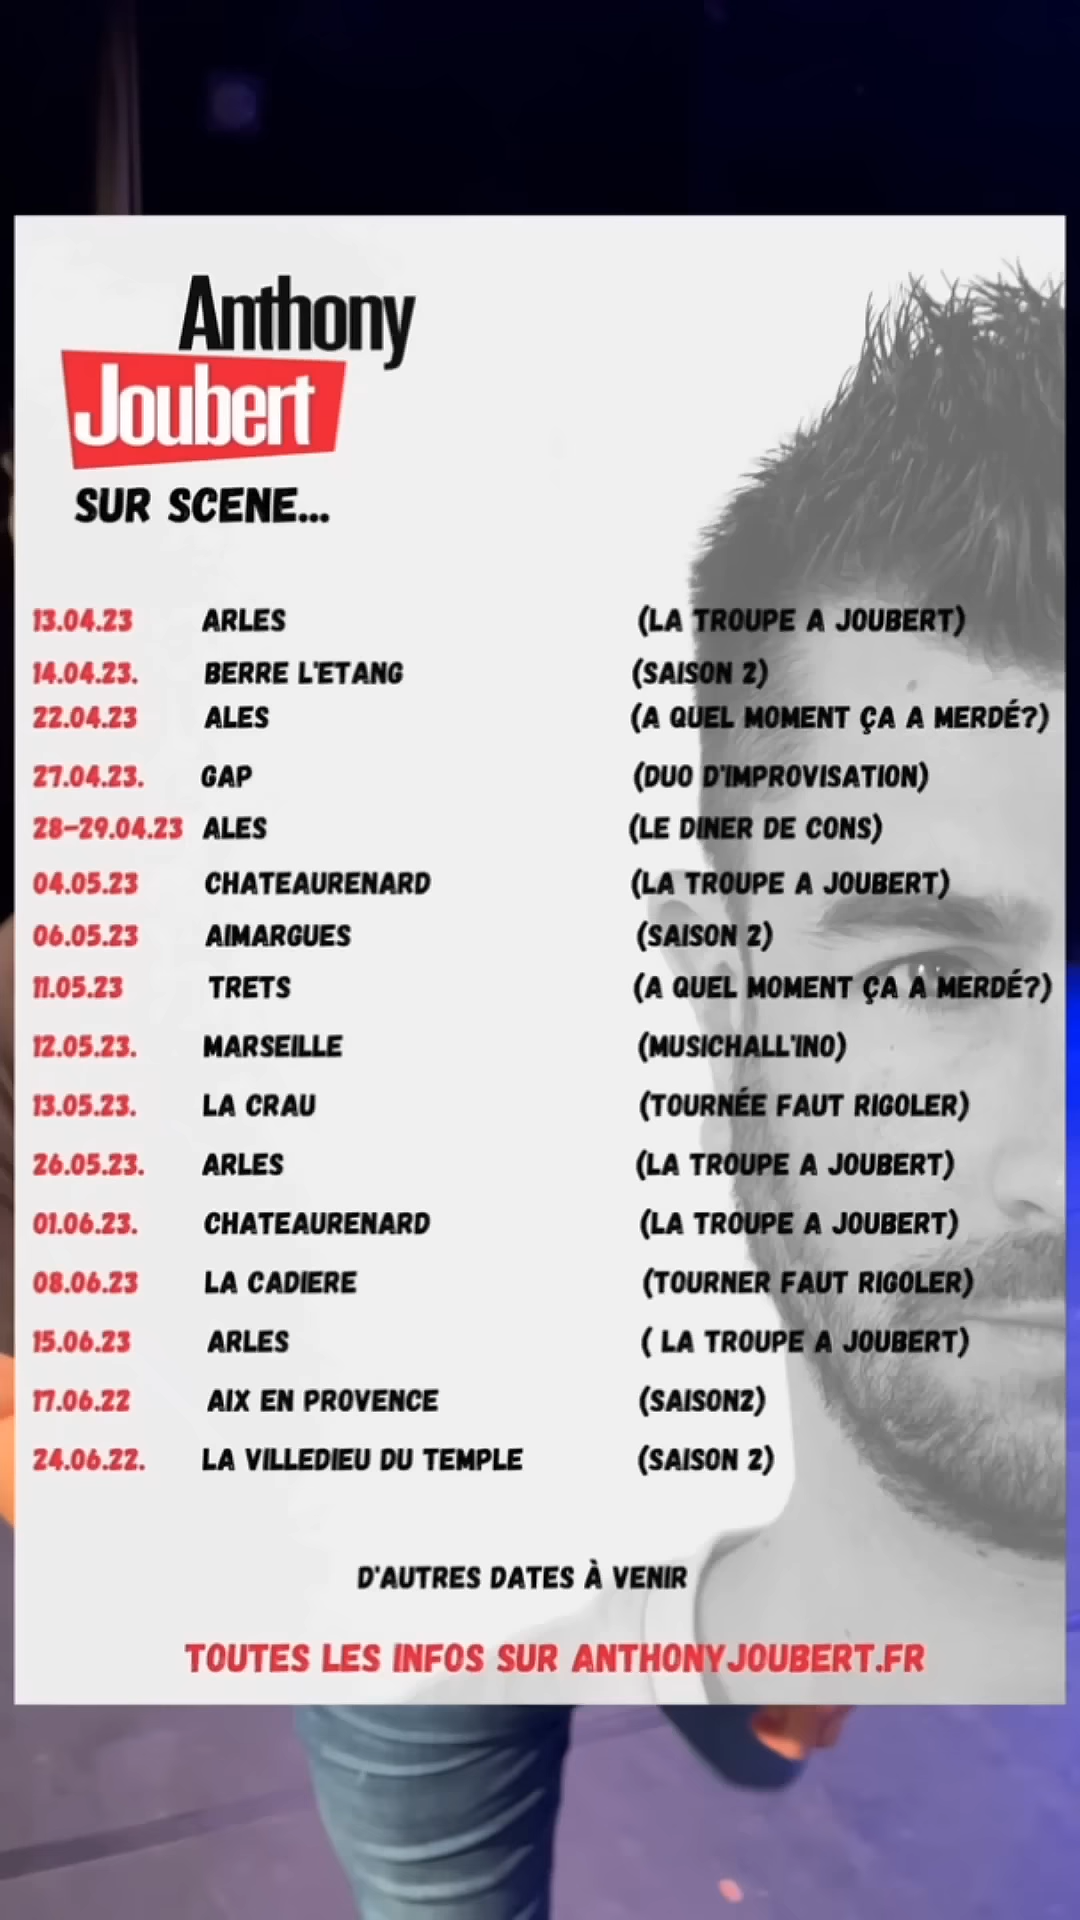 Anthony
Joubert
SUR SCENE...
13.04.23 ARLES (LA TROUPE A JOUBERT)
14.04.23. BERRE L'ETANG (SAISON 2)
22.04.23 ALES (A QUEL MOMENT ÇA A MERDÉ?)
27.04.23. GAP (DUO D'IMPROVISATION)
28-29.04.23 ALES (LE DINER DE CONS)
04.05.23 CHATEAURENARD (LA TROUPE A JOUBERT)
06.05.23 AIMARGUES (SAISON 2)
11.05.23 TRETS (A QUEL MOMENT ÇA A MERDÉ?)
12.05.23. MARSEILLE (MUSICHALL'INO)
13.05.23. LA CRAU (TOURNÉE FAUT RIGOLER)
26.05.23. ARLES (LA TROUPE A JOUBERT)
01.06.23. CHATEAURENARD (LA TROUPE A JOUBERT)
08.06.23 LA CADIERE (TOURNER FAUT RIGOLER)
15.06.23 ARLES ( LA TROUPE A JOUBERT)
17.06.22 AIX EN PROVENCE (SAISON2)
24.06.22. LA VILLEDIEU DU TEMPLE (SAISON 2)
D'AUTRES DATES À VENIR
TOUTES LES INFOS SUR ANTHONYJOUBERT.FR